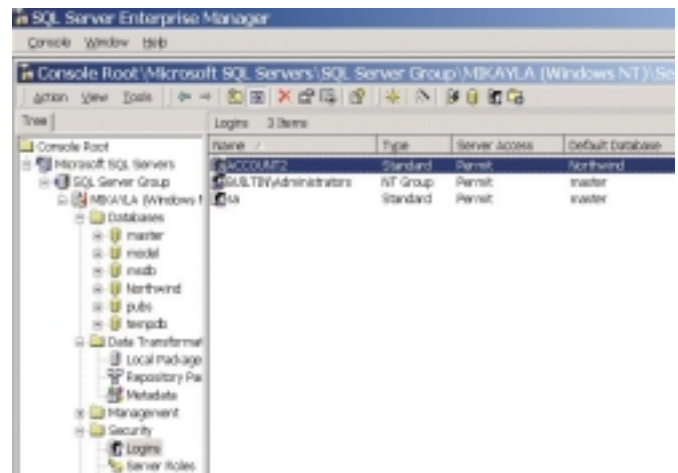 SQL Server Enterprise Manager
Console Window Help
Console Root\Microsoft SQL Servers\SQL Server Group\MIKAYLA (Windows NT)\Se
Action View Tools
Tree
Logins 3 Items
Console Root
Microsoft SQL Servers
SQL Server Group
MIKAYLA (Windows
Databases
master
model
msdb
Northwind
pubs
tempdb
Data Transformat
Local Package
Repository Pa
Metadata
Management
Security
Logins
Server Roles
Name / Type Server Access Default Database
ACCOUNT2 Standard Permit Northwind
BUILTIN\Administrators NT Group Permit master
sa Standard Permit master